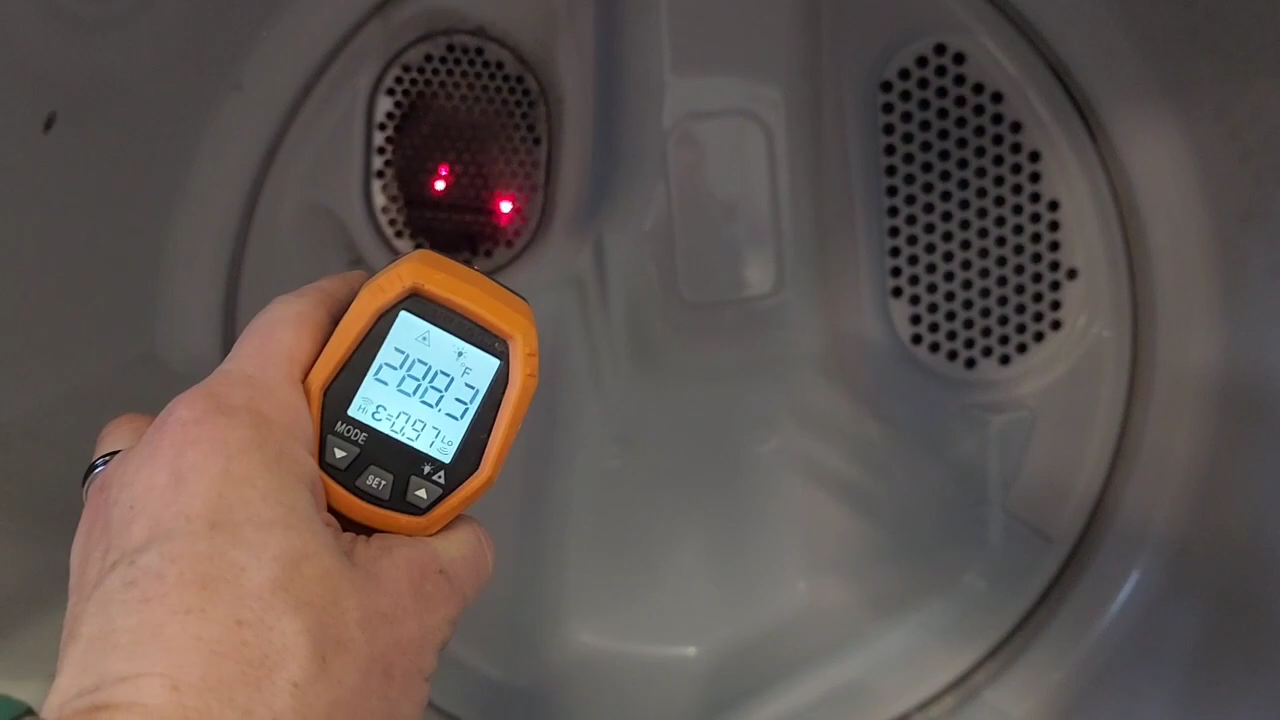 °F
288.3
Hi ε=0.97 Lo
MODE
SET